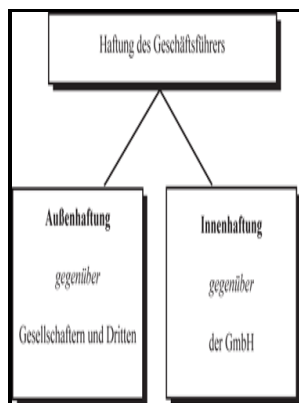 Haftung des Geschäftsführers
Außenhaftung
gegenüber
Gesellschaftern und Dritten
Innenhaftung
gegenüber
der GmbH